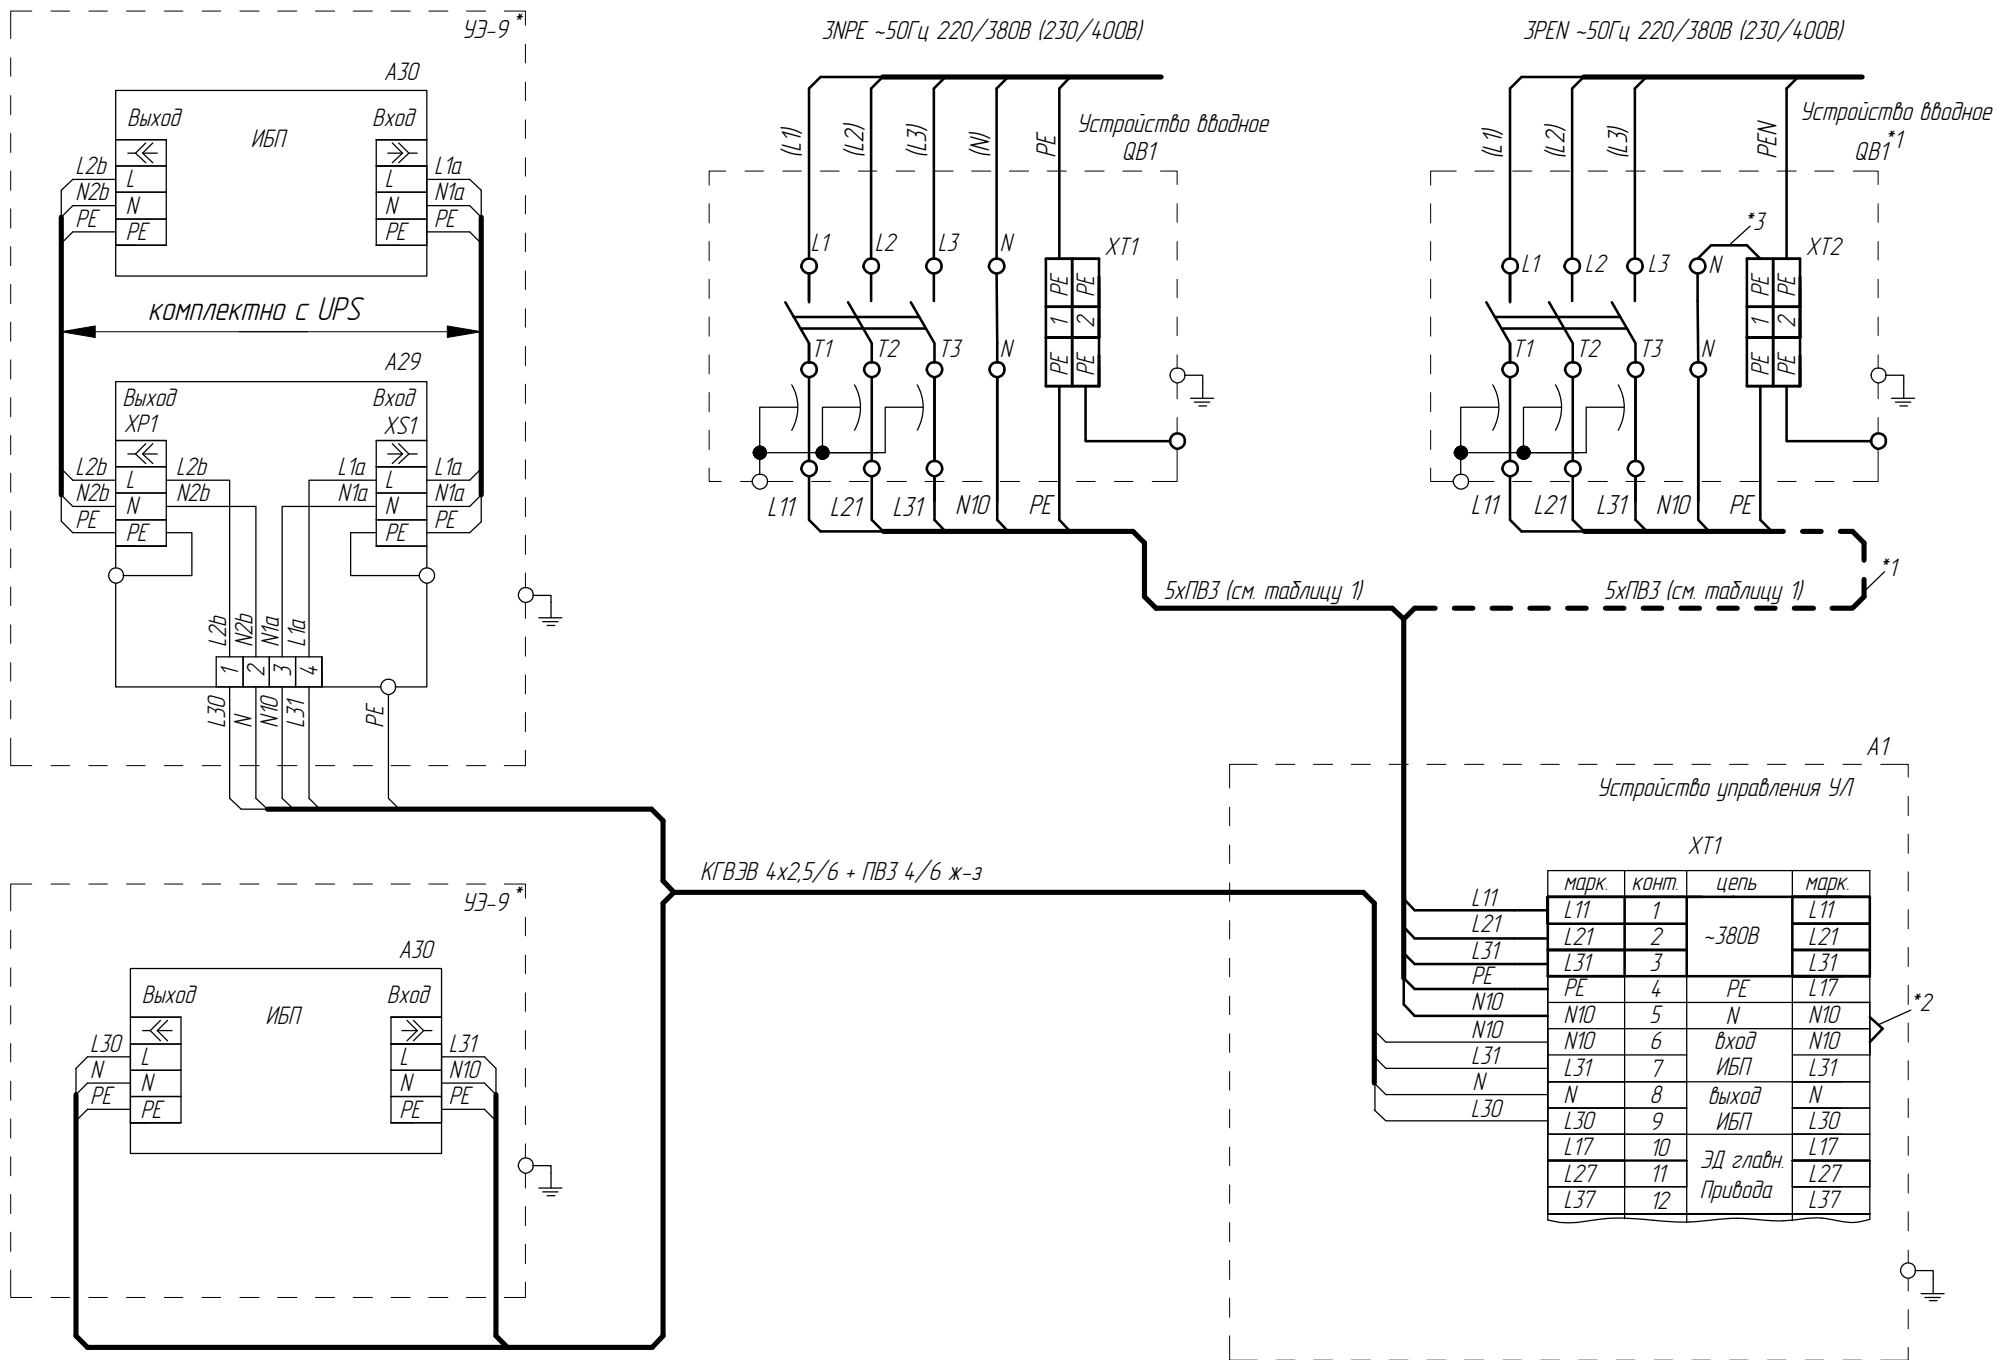 УЭ-9*
А30
Выход
ИБП
Вход
L2b
L
L
L1a
N2b
N
N
N1a
PE
PE
PE
PE
комплектно с UPS
А29
Выход
XP1
Вход
XS1
L2b
L
L2b
L1a
L
L1a
N2b
N
N2b
N1a
N
N1a
PE
PE
PE
PE
L2b
N2b
N1a
L1a
1
2
3
4
L30
N
N10
L31
PE
3NPE ~50Гц 220/380В (230/400В)
(L1)
(L2)
(L3)
(N)
PE
Устройство вводное
QB1
L1
L2
L3
N
XT1
PE
PE
1
2
PE
PE
T1
T2
T3
N
L11
L21
L31
N10
PE
5хПВ3 (см. таблицу 1)
3PEN ~50Гц 220/380В (230/400В)
(L1)
(L2)
(L3)
PEN
Устройство вводное
QB1*1
*3
L1
L2
L3
N
XT2
PE
PE
1
2
PE
PE
T1
T2
T3
N
L11
L21
L31
N10
PE
*1
5хПВ3 (см. таблицу 1)
КГВЭВ 4х2,5/6 + ПВ3 4/6 ж-з
УЭ-9*
А30
Выход
ИБП
Вход
L30
L
L
L31
N
N
N
N10
PE
PE
PE
PE
А1
Устройство управления УЛ
XT1
марк. конт. цепь марк.
L11 L11 1 ~380В L11
L21 L21 2 L21
L31 L31 3 L31
PE PE 4 PE L17
N10 N10 5 N N10
*2
N10 N10 6 вход N10
L31 L31 7 ИБП L31
N N 8 выход N
L30 L30 9 ИБП L30
L17 10 ЭД главн. L17
L27 11 L27
L37 12 Привода L37